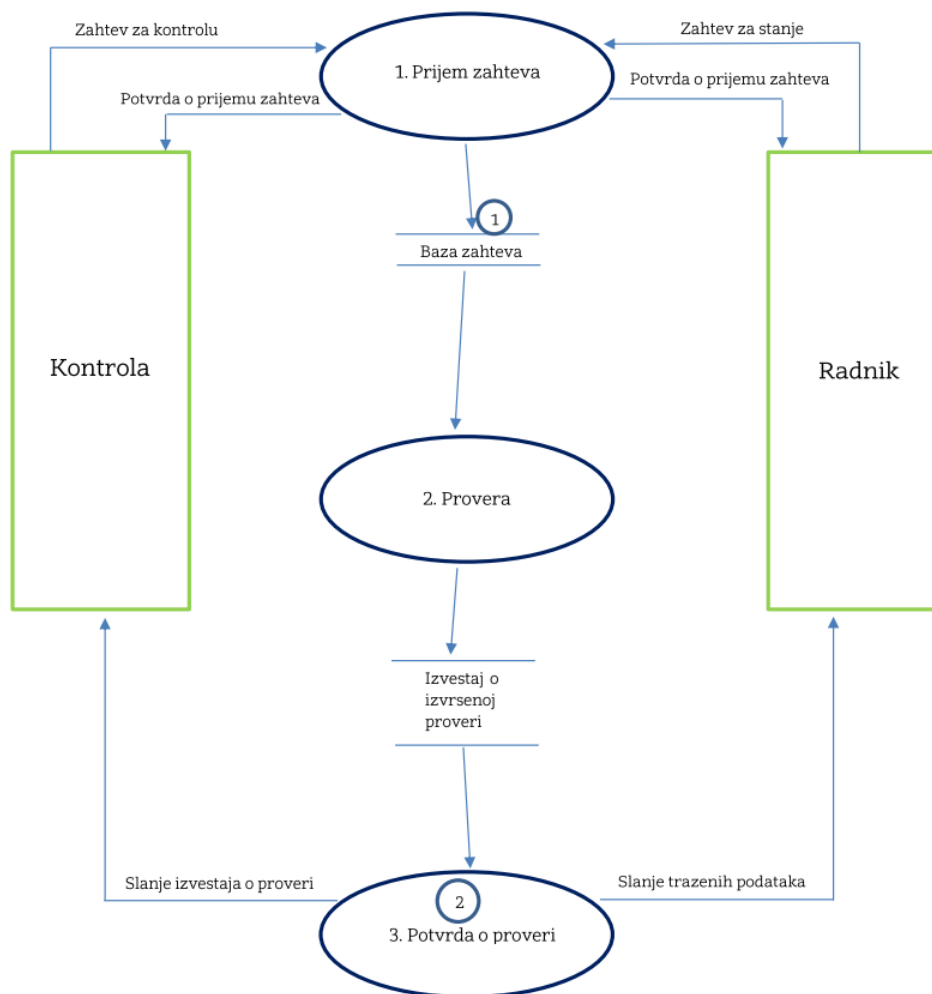 Zahtev za kontrolu
Zahtev za stanje
1. Prijem zahteva
Potvrda o prijemu zahteva
Potvrda o prijemu zahteva
1
Baza zahteva
Kontrola
Radnik
2. Provera
Izvestaj o
izvrsenoj
proveri
Slanje izvestaja o proveri
Slanje trazenih podataka
2
3. Potvrda o proveri